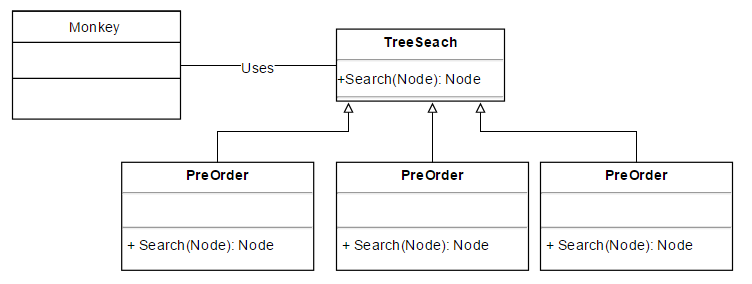 Monkey
TreeSeach
Uses
+Search(Node): Node
PreOrder
PreOrder
PreOrder
+ Search(Node): Node
+ Search(Node): Node
+ Search(Node): Node